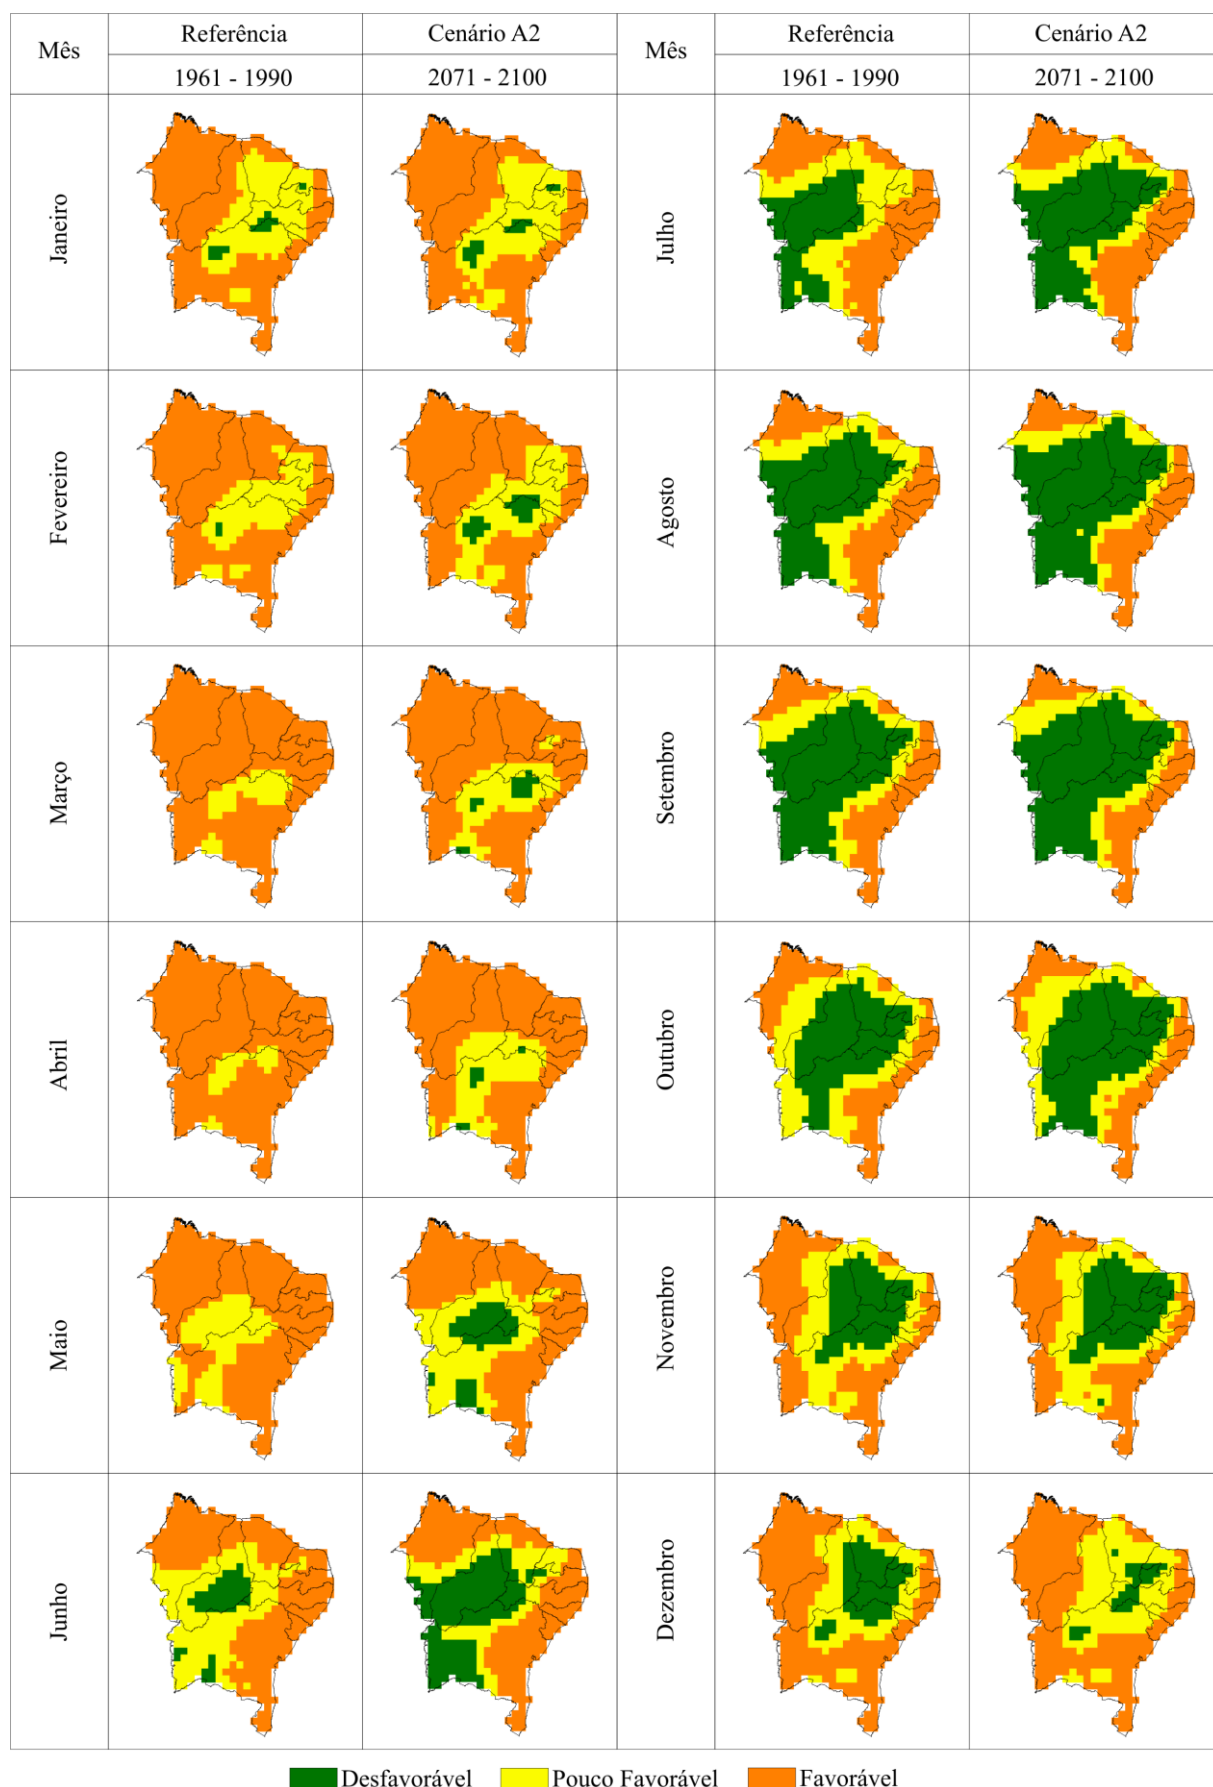 Mês Referência Cenário A2 Mês Referência Cenário A2
1961 - 1990 2071 - 2100 1961 - 1990 2071 - 2100
Janeiro Julho
Fevereiro Agosto
Março Setembro
Abril Outubro
Maio Novembro
Junho Dezembro
Desfavorável Pouco Favorável Favorável